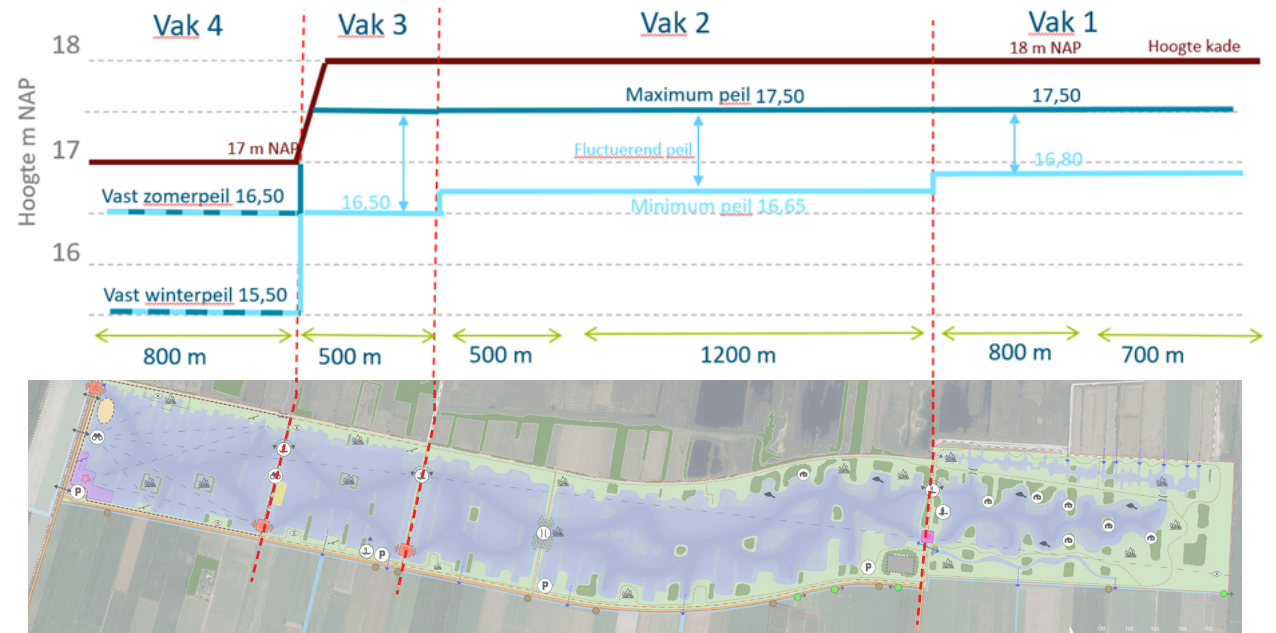 Vak 4
Vak 3
Vak 2
Vak 1
Hoogte m NAP
18
18 m NAP
Hoogte kade
Maximum peil 17,50
17,50
17
17 m NAP
Fluctuerend peil
16,80
Vast zomerpeil 16,50
16,50
Minimum peil 16,65
16
Vast winterpeil 15,50
800 m
500 m
500 m
1200 m
800 m
700 m
P
P
P
P